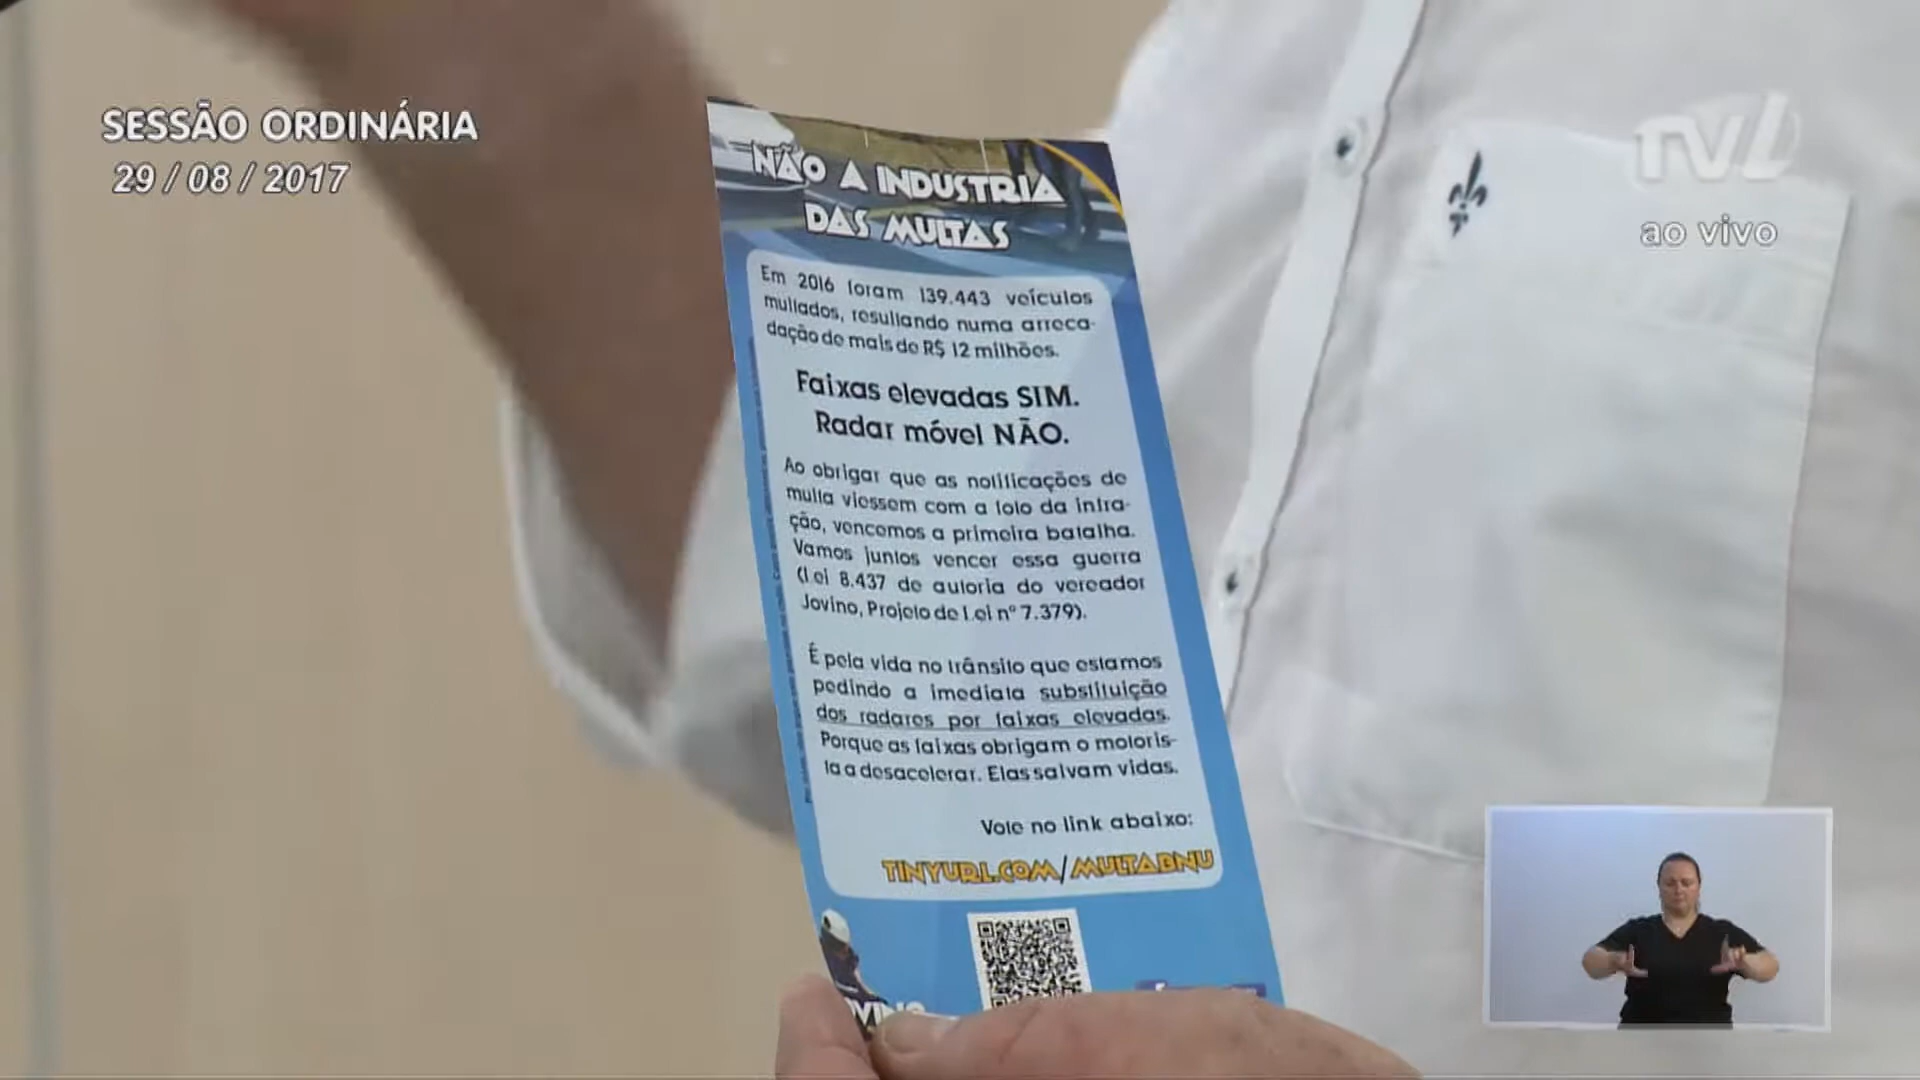 SESSÃO ORDINÁRIA
29 / 08 / 2017
TVL
ao vivo
NÃO A INDUSTRIA
DAS MULTAS
Em 2016 foram 139.443 veículos
multados, resultando numa arreca-
dação de mais de R$ 12 milhões.
Faixas elevadas SIM.
Radar móvel NÃO.
Ao obrigar que as notificações de
multa viessem com a foto da infra-
ção, vencemos a primeira batalha.
Vamos juntos vencer essa guerra
(Lei 8.437 de autoria do vereador
Jovino, Projeto de Lei nº 7.379).
É pela vida no trânsito que estamos
pedindo a imediata substituição
dos radares por faixas elevadas.
Porque as faixas obrigam o motoris-
ta a desacelerar. Elas salvam vidas.
Vote no link abaixo:
TINYURL.COM/MULTABNU